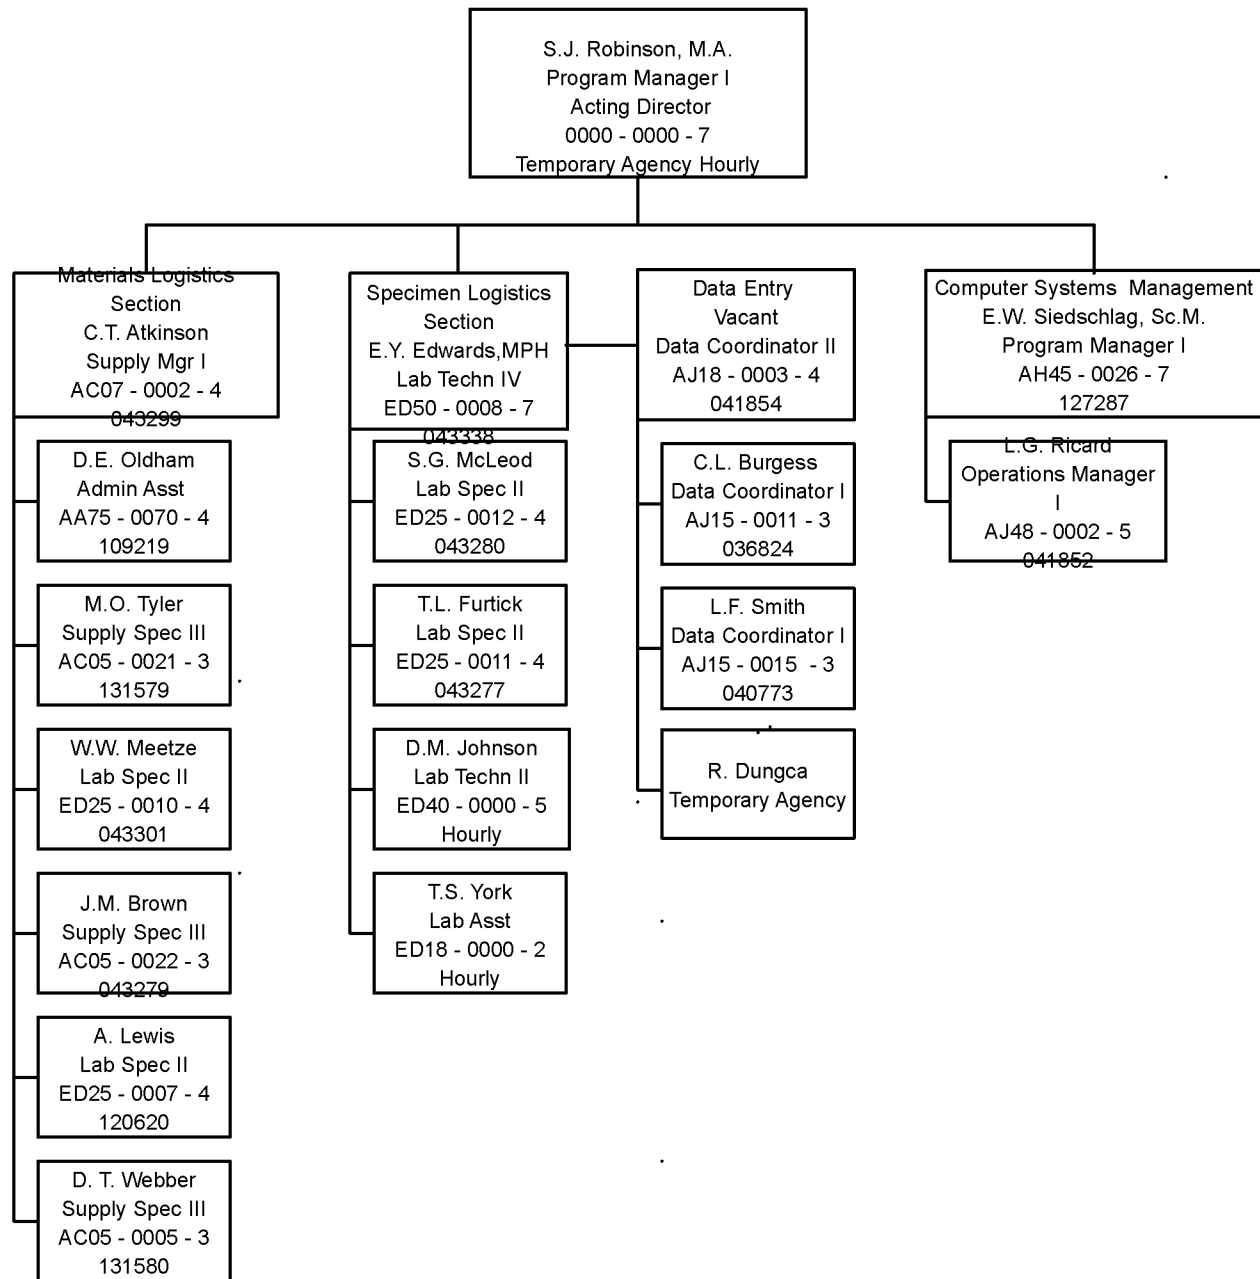 S.J. Robinson, M.A.
Program Manager I
Acting Director
0000 - 0000 - 7
Temporary Agency Hourly
Materials Logistics
Section
C.T. Atkinson
Supply Mgr I
AC07 - 0002 - 4
043299
D.E. Oldham
Admin Asst
AA75 - 0070 - 4
109219
M.O. Tyler
Supply Spec III
AC05 - 0021 - 3
131579
W.W. Meetze
Lab Spec II
ED25 - 0010 - 4
043301
J.M. Brown
Supply Spec III
AC05 - 0022 - 3
043279
A. Lewis
Lab Spec II
ED25 - 0007 - 4
120620
D. T. Webber
Supply Spec III
AC05 - 0005 - 3
131580
Specimen Logistics
Section
E.Y. Edwards,MPH
Lab Techn IV
ED50 - 0008 - 7
043338
S.G. McLeod
Lab Spec II
ED25 - 0012 - 4
043280
T.L. Furtick
Lab Spec II
ED25 - 0011 - 4
043277
D.M. Johnson
Lab Techn II
ED40 - 0000 - 5
Hourly
T.S. York
Lab Asst
ED18 - 0000 - 2
Hourly
Data Entry
Vacant
Data Coordinator II
AJ18 - 0003 - 4
041854
C.L. Burgess
Data Coordinator I
AJ15 - 0011 - 3
036824
L.F. Smith
Data Coordinator I
AJ15 - 0015 - 3
040773
R. Dungca
Temporary Agency
Computer Systems Management
E.W. Siedschlag, Sc.M.
Program Manager I
AH45 - 0026 - 7
127287
L.G. Ricard
Operations Manager
I
AJ48 - 0002 - 5
041852